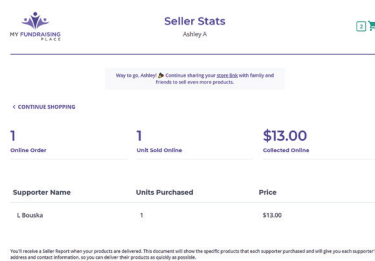 MY FUNDRAISING
PLACE
Seller Stats
Ashley A
2
Way to go, Ashley! 🎉 Continue sharing your store link with family and
friends to sell even more products.
< CONTINUE SHOPPING
1
Online Order
1
Unit Sold Online
$13.00
Collected Online
Supporter Name Units Purchased Price
L Bouska 1 $13.00
You'll receive a Seller Report when your products are delivered. This document will show the specific products that each supporter purchased and will give you each supporter'
address and contact information, so you can deliver their products as quickly as possible.